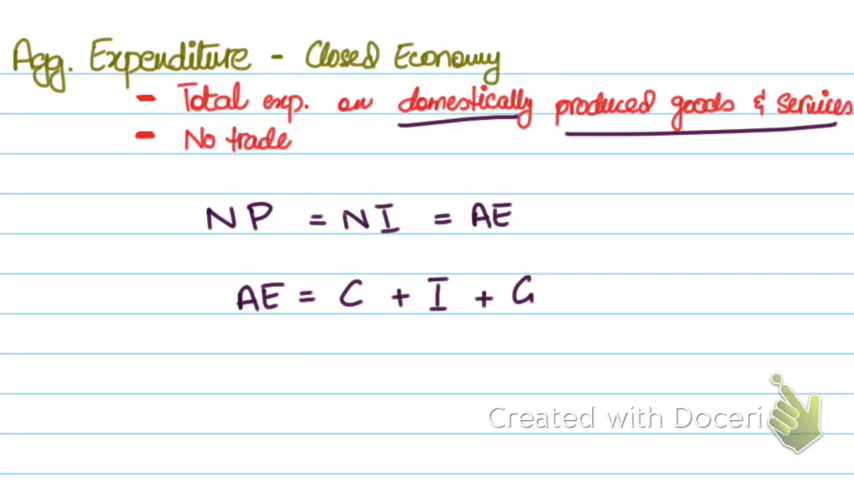 Agg. Expenditure - Closed Economy
- Total exp. on domestically produced goods & services
- No trade
NP = NI = AE
AE = C + I + G
Created with Doceri